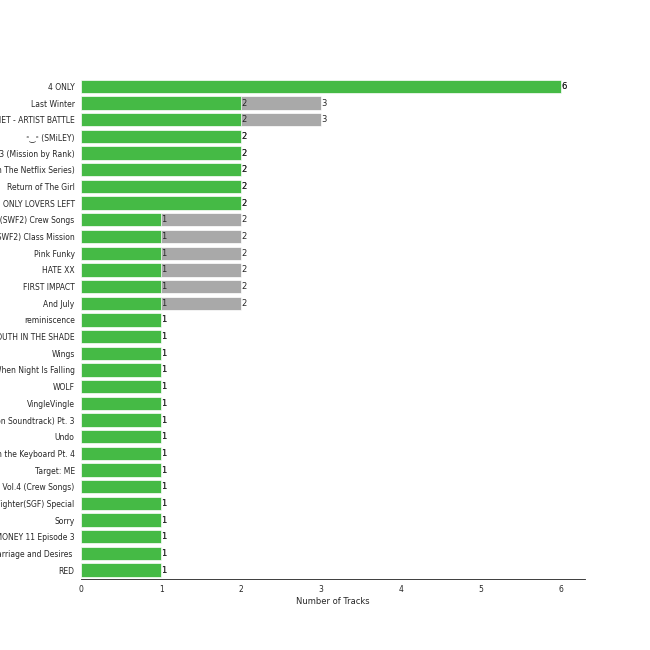 4 ONLY 6
Last Winter 2 3
NET - ARTIST BATTLE 2 3
(SMiLEY) 2
3 (Mission by Rank) 2
The Netflix Series) 2
Return of The Girl 2
ONLY LOVERS LEFT 2
(SWF2) Crew Songs 1 2
SWF2) Class Mission 1 2
Pink Funky 1 2
HATE XX 1 2
FIRST IMPACT 1 2
And July 1 2
reminiscence 1
OUTH IN THE SHADE 1
Wings 1
When Night Is Falling 1
WOLF 1
VingleVingle 1
on Soundtrack) Pt. 3 1
Undo 1
the Keyboard Pt. 4 1
Target: ME 1
Vol.4 (Crew Songs) 1
Fighter(SGF) Special 1
Sorry 1
MONEY 11 Episode 3 1
arriage and Desires 1
RED 1
0 1 2 3 4 5 6
Number of Tracks